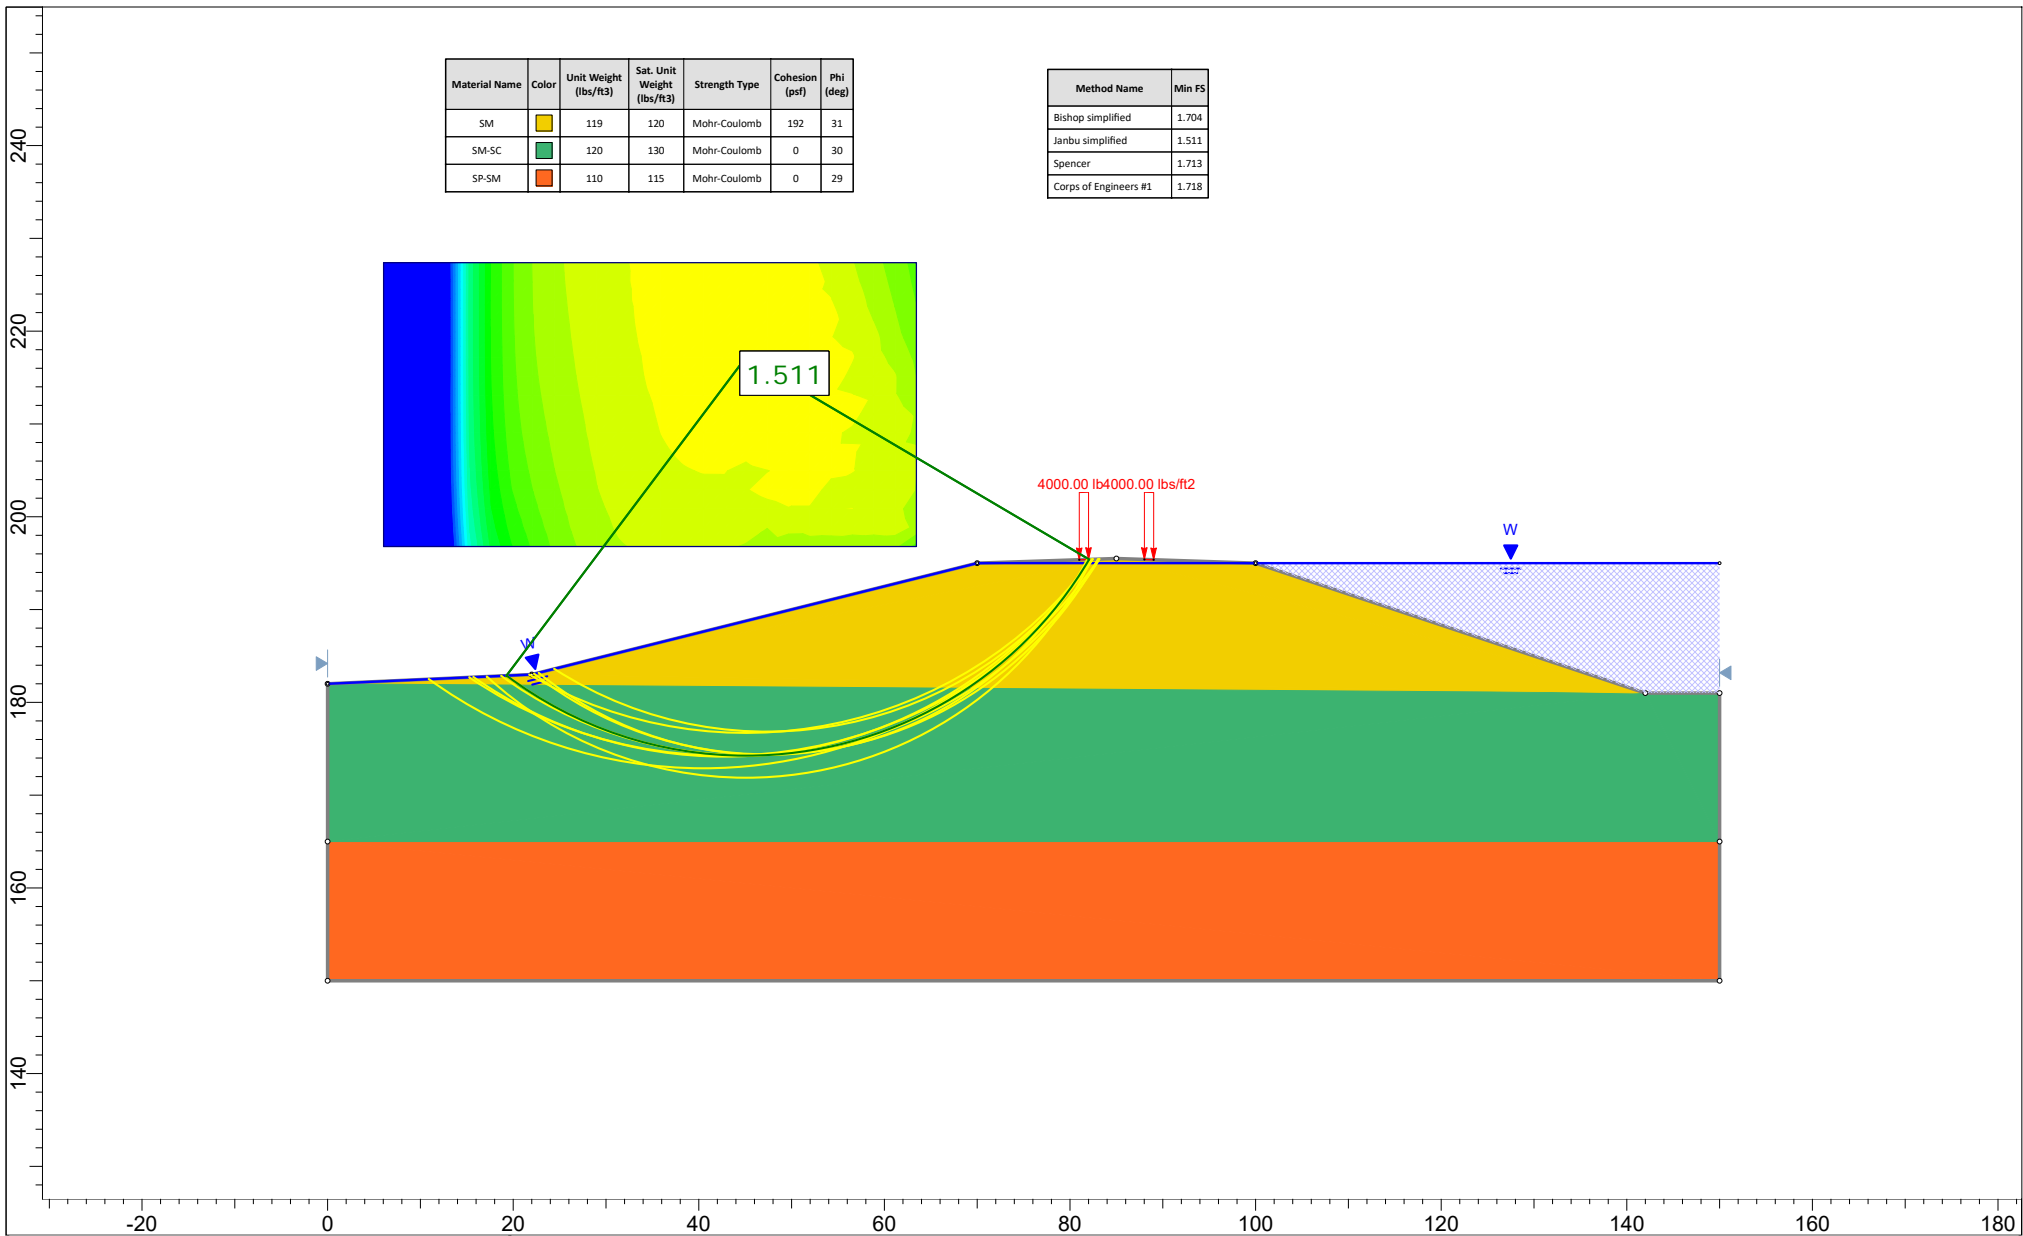 Material Name Color Unit Weight (lbs/ft3) Sat. Unit Weight (lbs/ft3) Strength Type Cohesion (psf) Phi (deg)
SM 119 120 Mohr-Coulomb 192 31
SM-SC 120 130 Mohr-Coulomb 0 30
SP-SM 110 115 Mohr-Coulomb 0 29
Method Name Min FS
Bishop simplified 1.704
Janbu simplified 1.511
Spencer 1.713
Corps of Engineers #1 1.718
1.511
4000.00 lb4000.00 lbs/ft2
W
W
240
220
200
180
160
140
-20 0 20 40 60 80 100 120 140 160 180